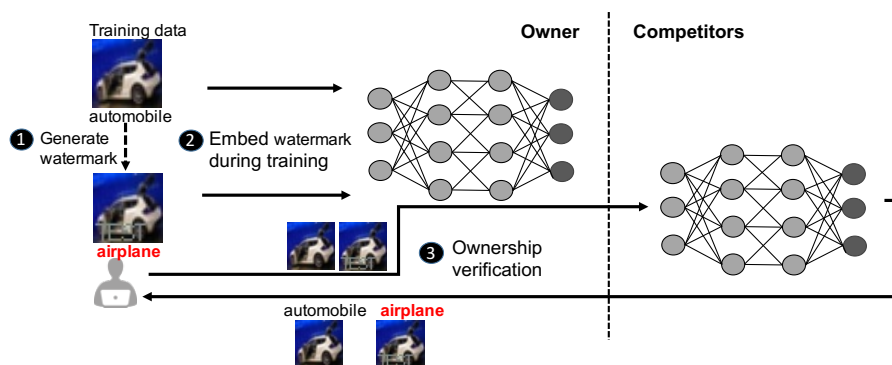 Training data
Owner
Competitors
automobile
1 Generate
watermark
2 Embed watermark
during training
airplane
3 Ownership
verification
automobile airplane